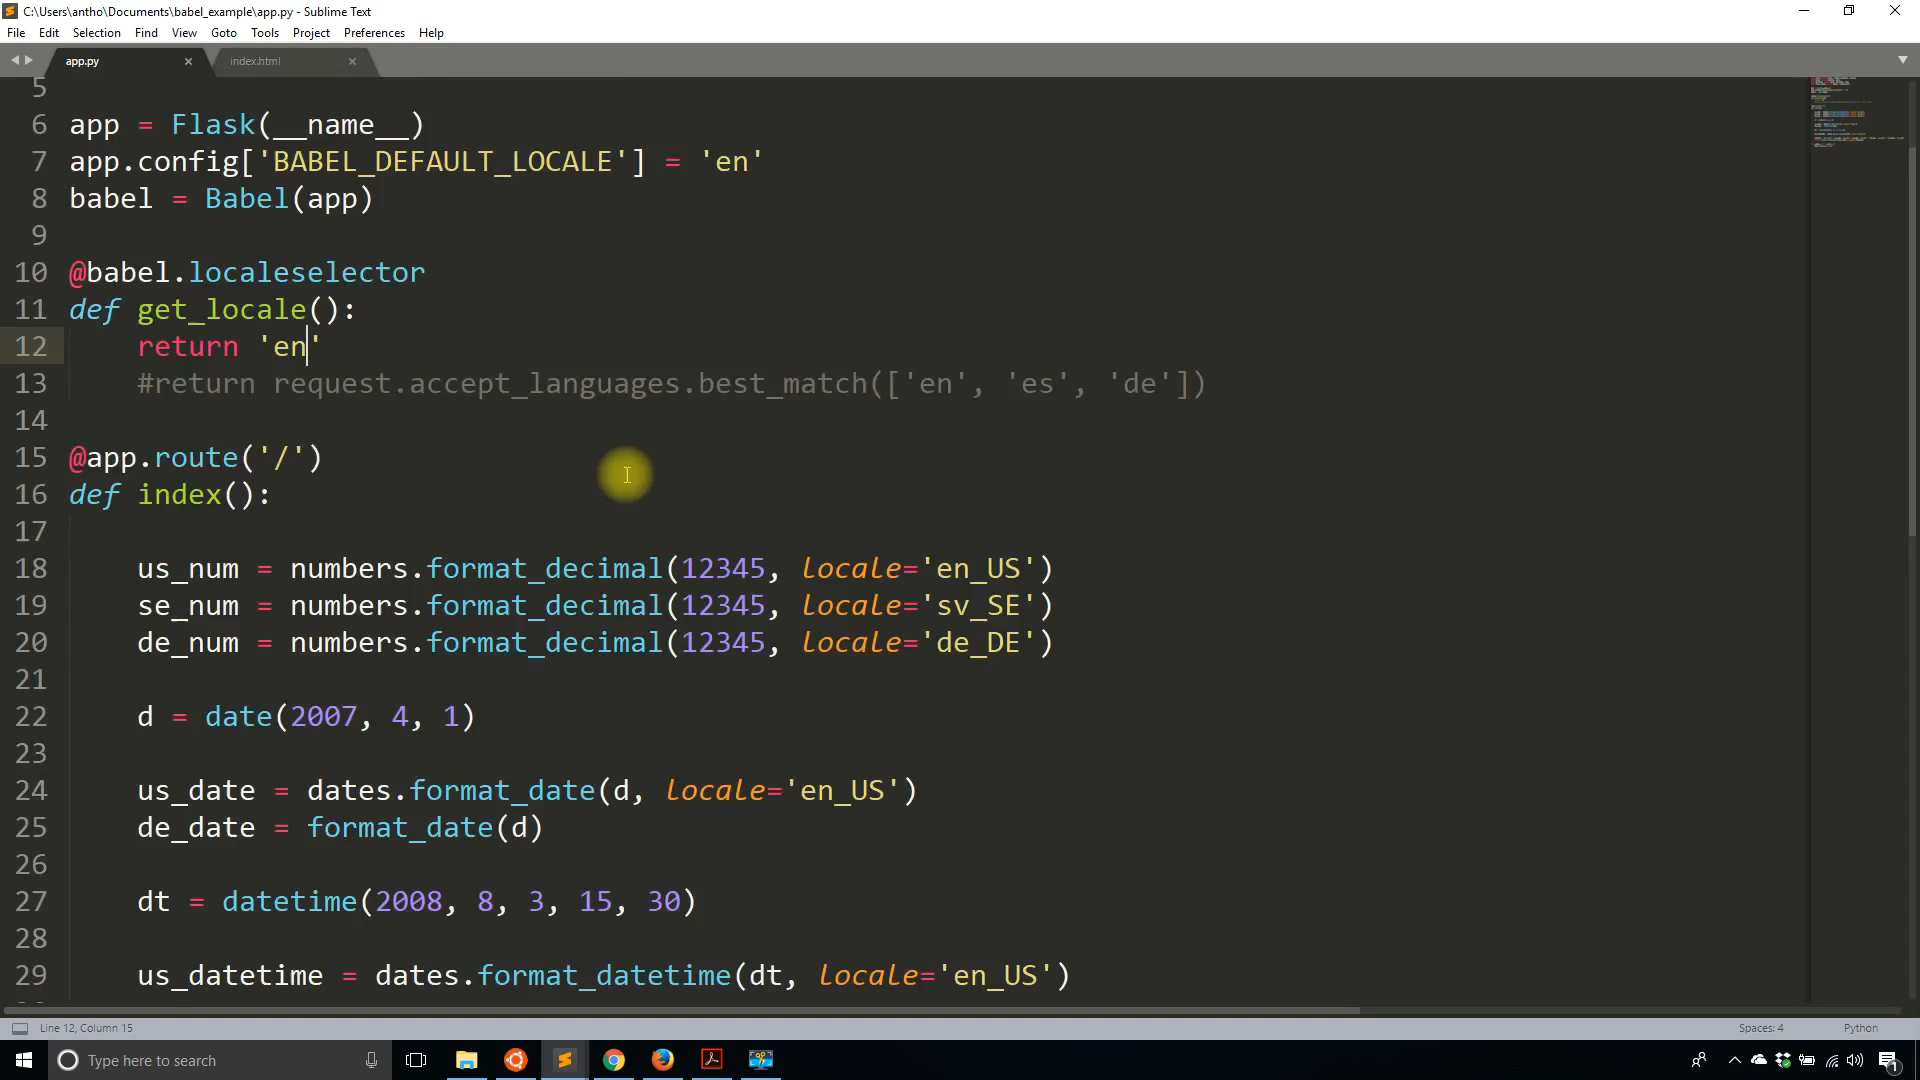 C:\Users\antho\Documents\babel_example\app.py - Sublime Text
File Edit Selection Find View Goto Tools Project Preferences Help
app.py × index.html ×
5
6 app = Flask(__name__)
7 app.config['BABEL_DEFAULT_LOCALE'] = 'en'
8 babel = Babel(app)
9
10 @babel.localeselector
11 def get_locale():
12     return 'en'
13     #return request.accept_languages.best_match(['en', 'es', 'de'])
14
15 @app.route('/')
16 def index():
17
18     us_num = numbers.format_decimal(12345, locale='en_US')
19     se_num = numbers.format_decimal(12345, locale='sv_SE')
20     de_num = numbers.format_decimal(12345, locale='de_DE')
21
22     d = date(2007, 4, 1)
23
24     us_date = dates.format_date(d, locale='en_US')
25     de_date = format_date(d)
26
27     dt = datetime(2008, 8, 3, 15, 30)
28
29     us_datetime = dates.format_datetime(dt, locale='en_US')
Line 12, Column 15 Spaces: 4 Python
Type here to search 1